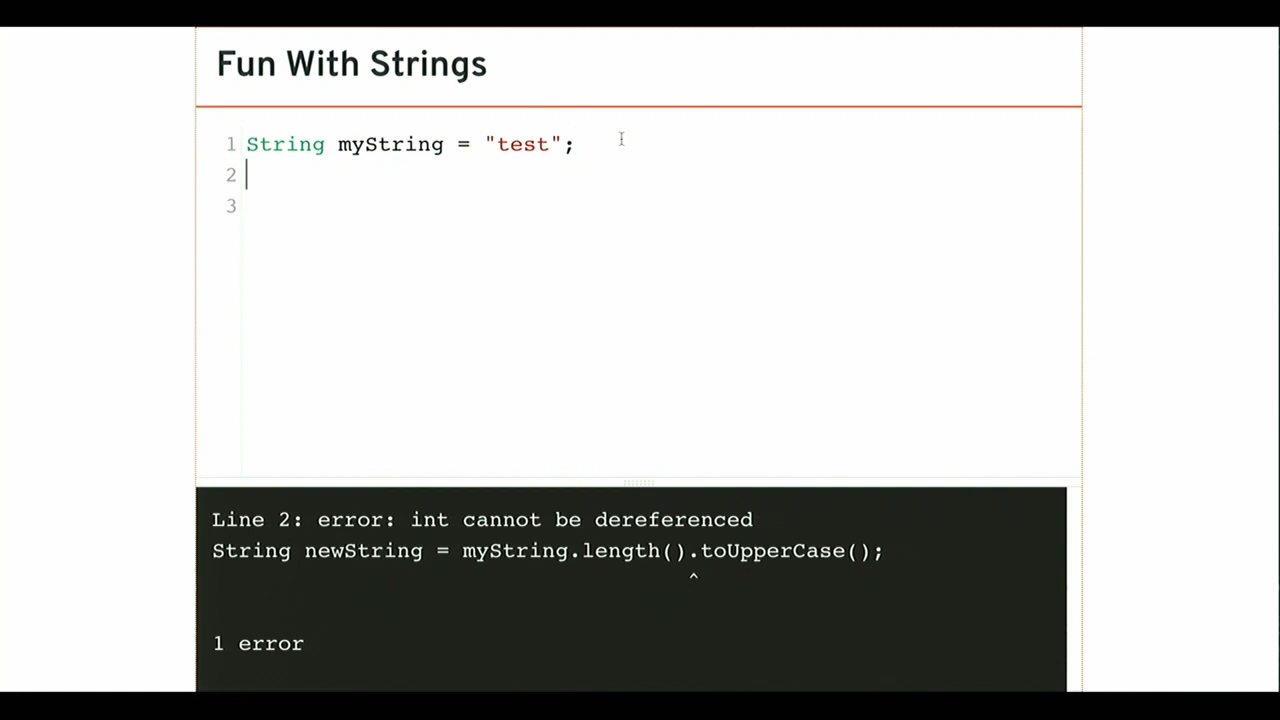 Fun With Strings
1 String myString = "test";
2
3
Line 2: error: int cannot be dereferenced
String newString = myString.length().toUpperCase();
^
1 error